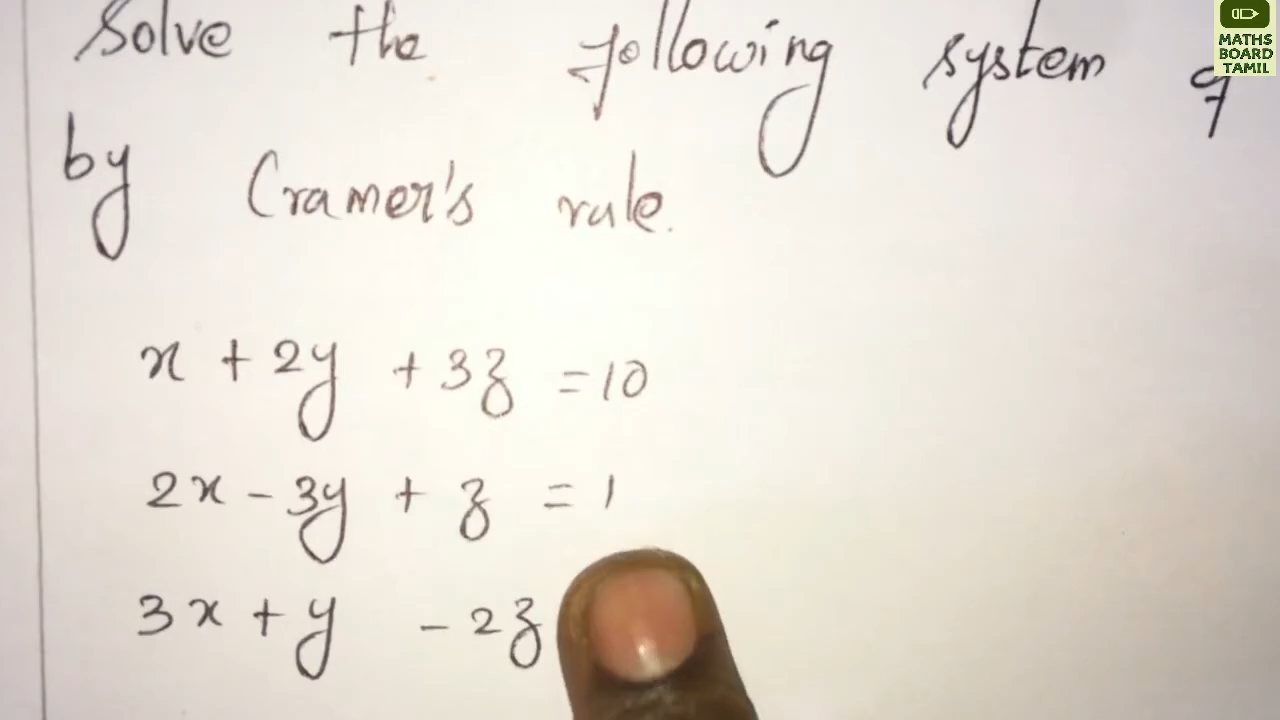 Solve the following system of
by Cramer's rule.
x + 2y + 3z = 10
2x - 3y + z = 1
3x + y - 2z
MATHS
BOARD
TAMIL